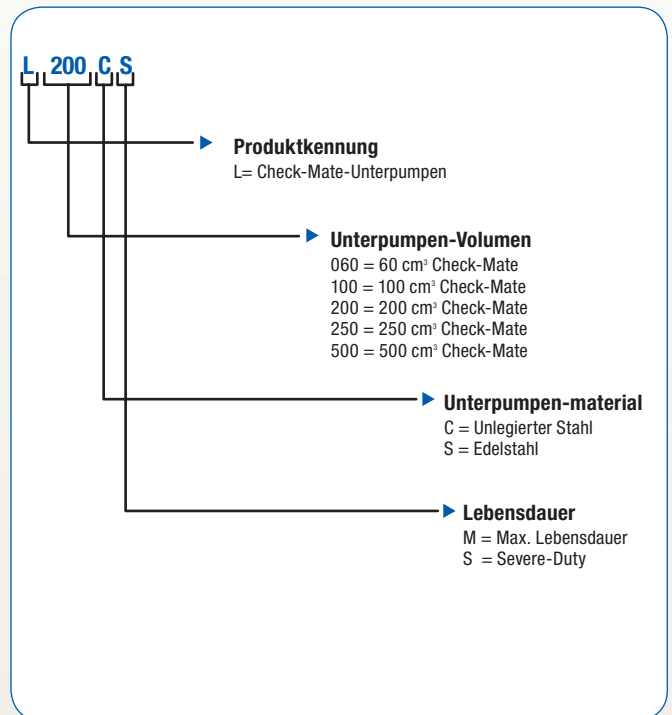 L 200 C S
Produktkennung
L= Check-Mate-Unterpumpen
Unterpumpen-Volumen
060 = 60 cm³ Check-Mate
100 = 100 cm³ Check-Mate
200 = 200 cm³ Check-Mate
250 = 250 cm³ Check-Mate
500 = 500 cm³ Check-Mate
Unterpumpen-material
C = Unlegierter Stahl
S = Edelstahl
Lebensdauer
M = Max. Lebensdauer
S = Severe-Duty